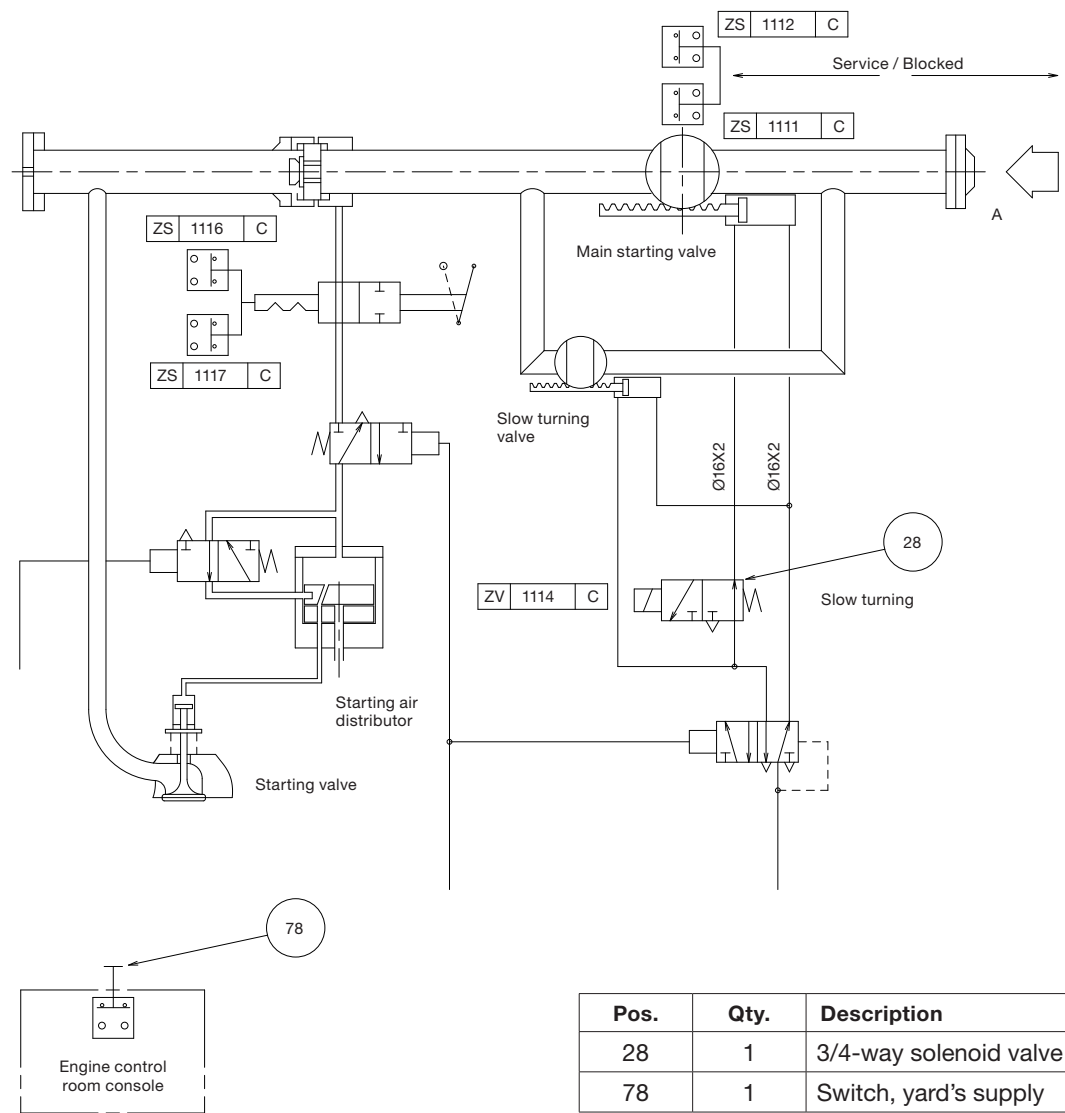 ZS 1112 C
Service / Blocked
ZS 1111 C
A
ZS 1116 C
Main starting valve
ZS 1117 C
Slow turning
valve
Ø16X2
Ø16X2
28
ZV 1114 C
Slow turning
Starting air
distributor
Starting valve
78
Engine control
room console
Pos. Qty. Description
28 1 3/4-way solenoid valve
78 1 Switch, yard's supply